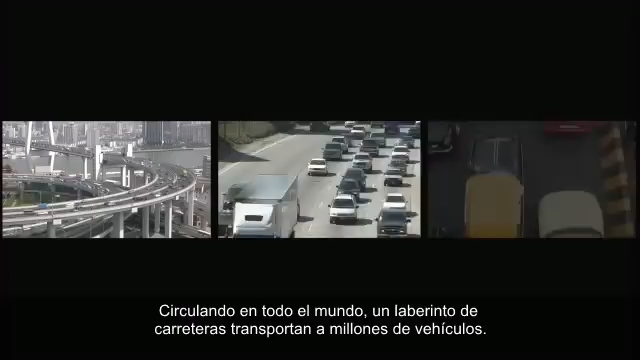 Circulando en todo el mundo, un laberinto de
carreteras transportan a millones de vehículos.